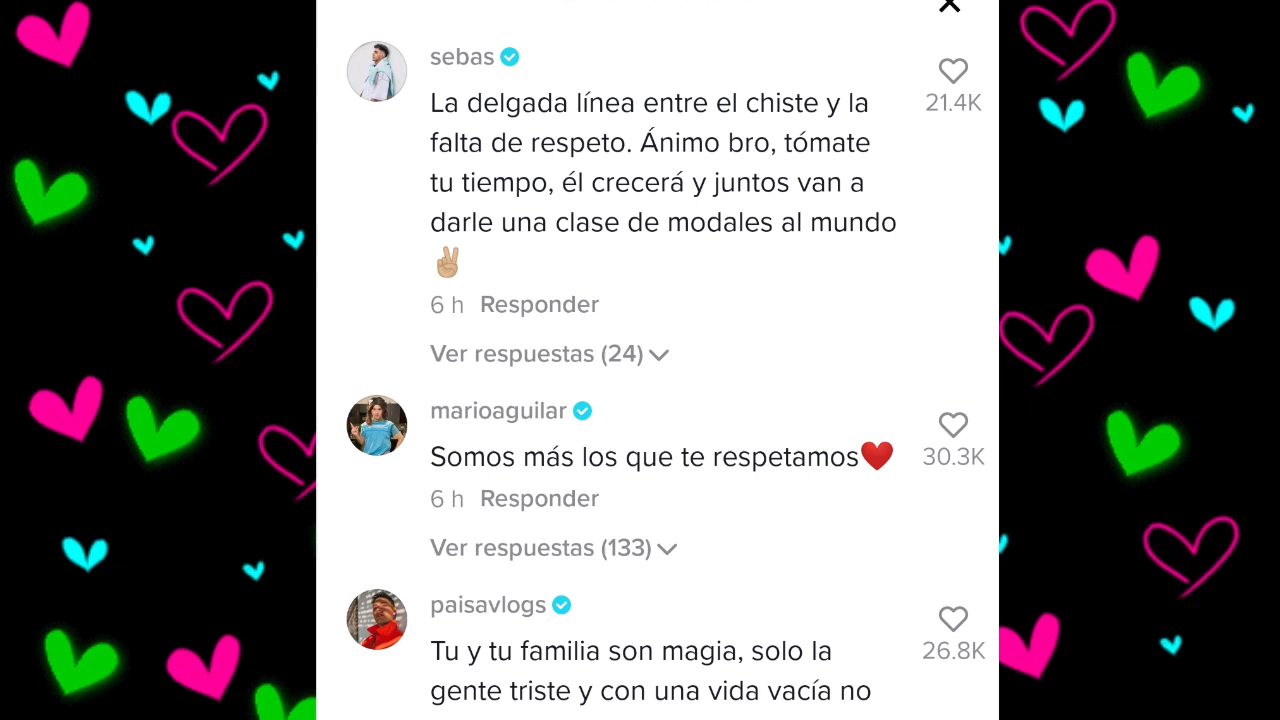 sebas
21.4K
La delgada línea entre el chiste y la
falta de respeto. Ánimo bro, tómate
tu tiempo, él crecerá y juntos van a
darle una clase de modales al mundo
✌🏼
6 h Responder
Ver respuestas (24)
marioaguilar
Somos más los que te respetamos❤️
30.3K
6 h Responder
Ver respuestas (133)
paisavlogs
Tu y tu familia son magia, solo la
26.8K
gente triste y con una vida vacía no